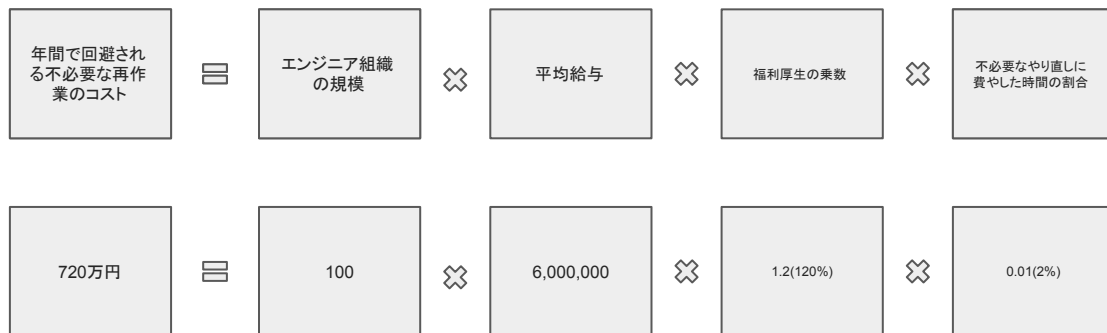 年間で回避され
る不必要な再作
業のコスト
エンジニア組織
の規模
平均給与
福利厚生の乗数
不必要なやり直しに
費やした時間の割合
720万円
100
6,000,000
1.2(120%)
0.01(2%)